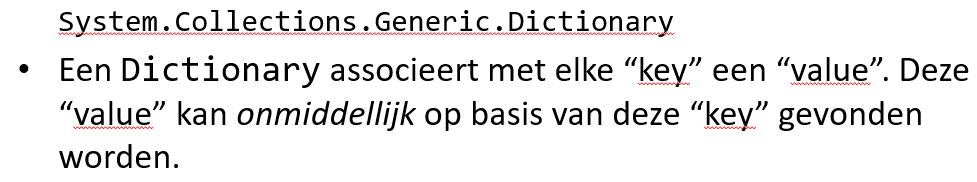 System.Collections.Generic.Dictionary
• Een Dictionary associeert met elke “key” een “value”. Deze
“value” kan onmiddellijk op basis van deze “key” gevonden
worden.